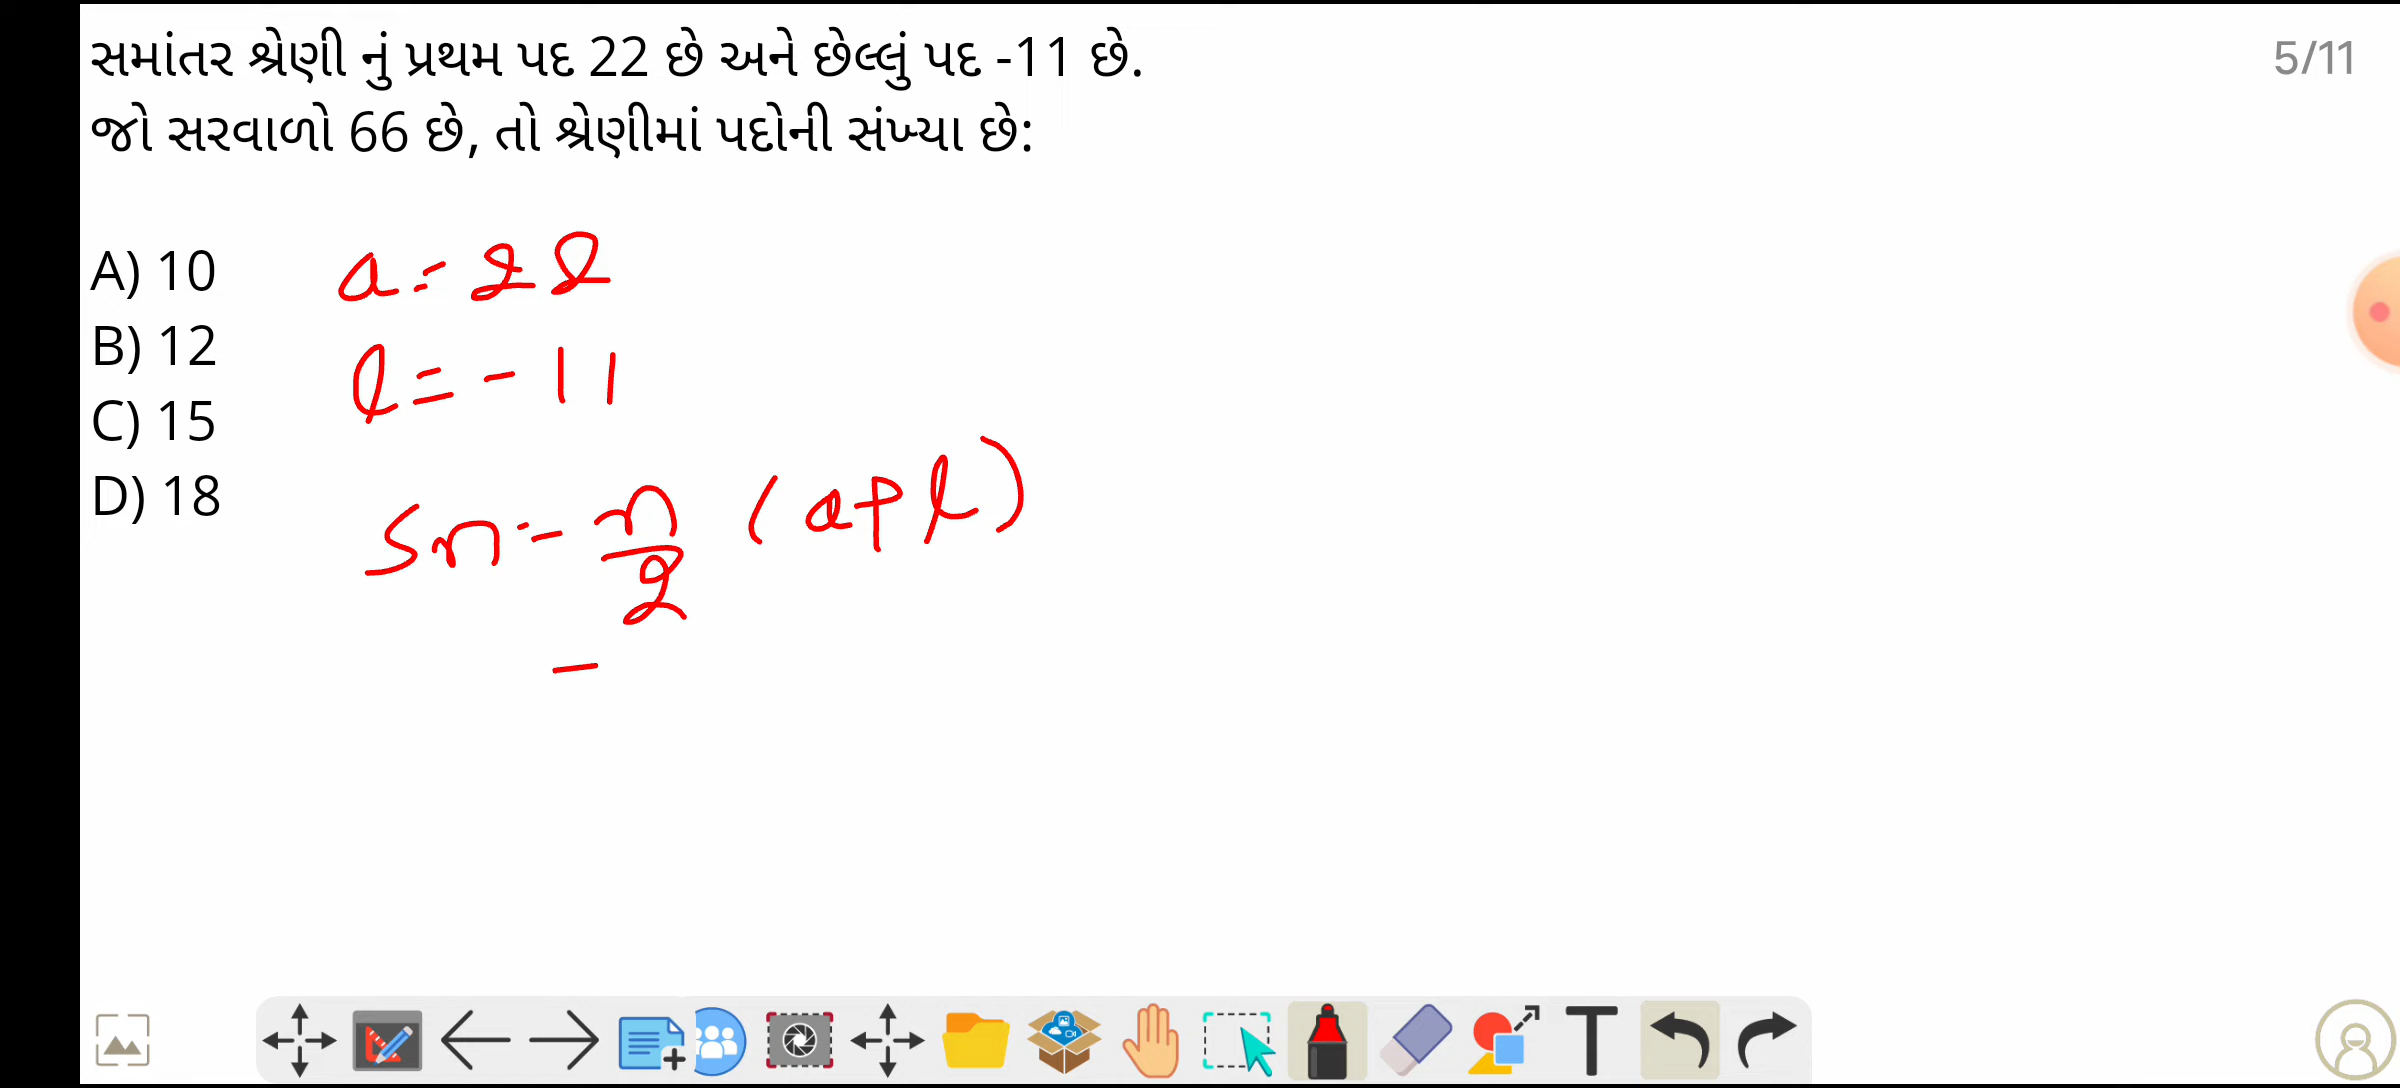 સમાંતર શ્રેણી નું પ્રથમ પદ 22 છે અને છેલ્લું પદ -11 છે.
જો સરવાળો 66 છે, તો શ્રેણીમાં પદોની સંખ્યા છે:
5/11
A) 10
B) 12
C) 15
D) 18
a = 22
l = -11
Sn = n/2 (a+l)